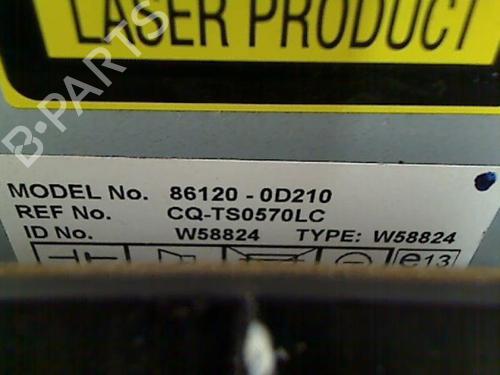 LASER PRODUCT
B-PARTS
MODEL No. 86120 - 0D210
REF No. CQ-TS0570LC
ID No. W58824 TYPE: W58824
e13